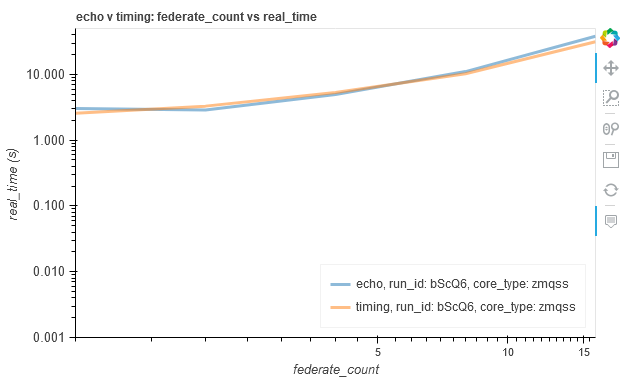 echo v timing: federate_count vs real_time
10.000
1.000
0.100
0.010
0.001
real_time (s)
echo, run_id: bScQ6, core_type: zmqss
timing, run_id: bScQ6, core_type: zmqss
5
10
15
federate_count